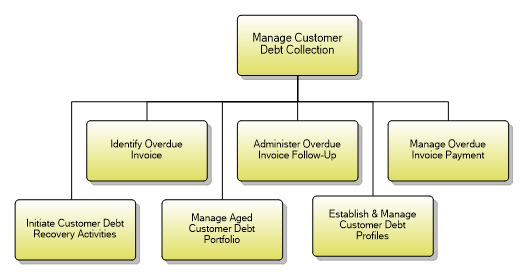 Manage Customer
Debt Collection
Identify Overdue
Invoice
Administer Overdue
Invoice Follow-Up
Manage Overdue
Invoice Payment
Initiate Customer Debt
Recovery Activities
Manage Aged
Customer Debt
Portfolio
Establish & Manage
Customer Debt
Profiles